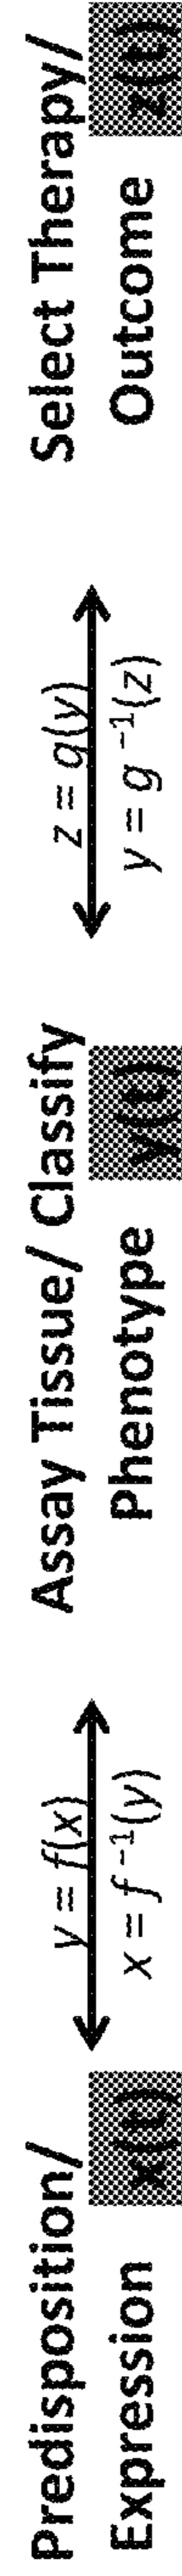 Predisposition/
Expression x(t)
y = f(x)
x = f⁻¹(y)
Assay Tissue/ Classify
Phenotype y(t)
z = g(y)
y = g⁻¹(z)
Select Therapy/
Outcome z(t)